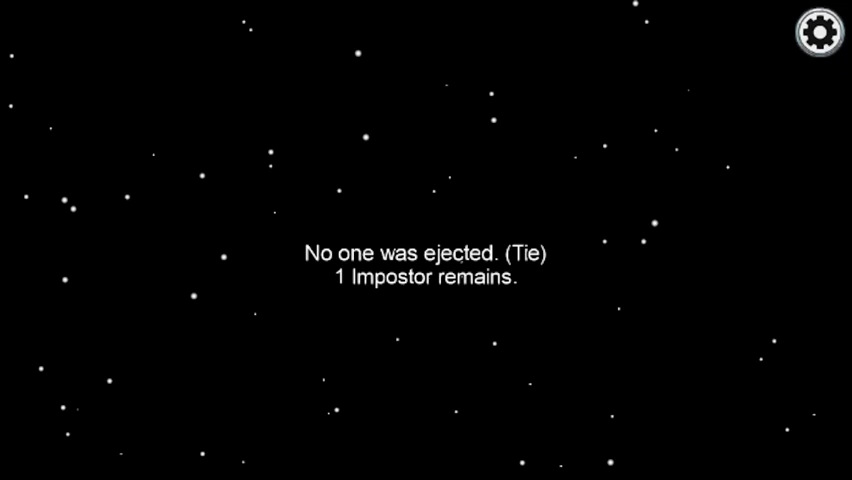 No one was ejected. (Tie)
1 Impostor remains.